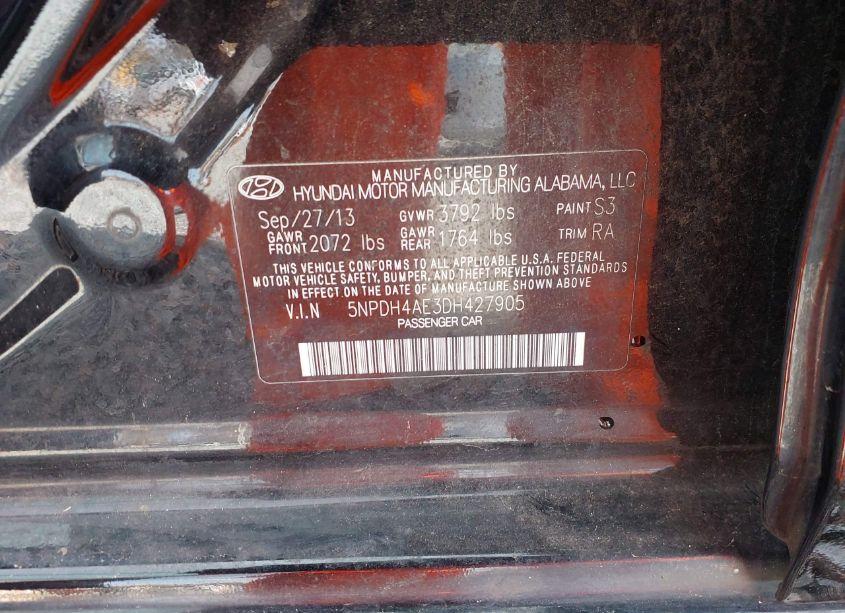 MANUFACTURED BY
HYUNDAI MOTOR MANUFACTURING ALABAMA, LLC
Sep/27/13 GVWR 3792 lbs PAINT S3
GAWR FRONT 2072 lbs GAWR REAR 1764 lbs TRIM RA
THIS VEHICLE CONFORMS TO ALL APPLICABLE U.S.A. FEDERAL
MOTOR VEHICLE SAFETY, BUMPER, AND THEFT PREVENTION STANDARDS
IN EFFECT ON THE DATE OF MANUFACTURE SHOWN ABOVE
V.I.N 5NPDH4AE3DH427905
PASSENGER CAR